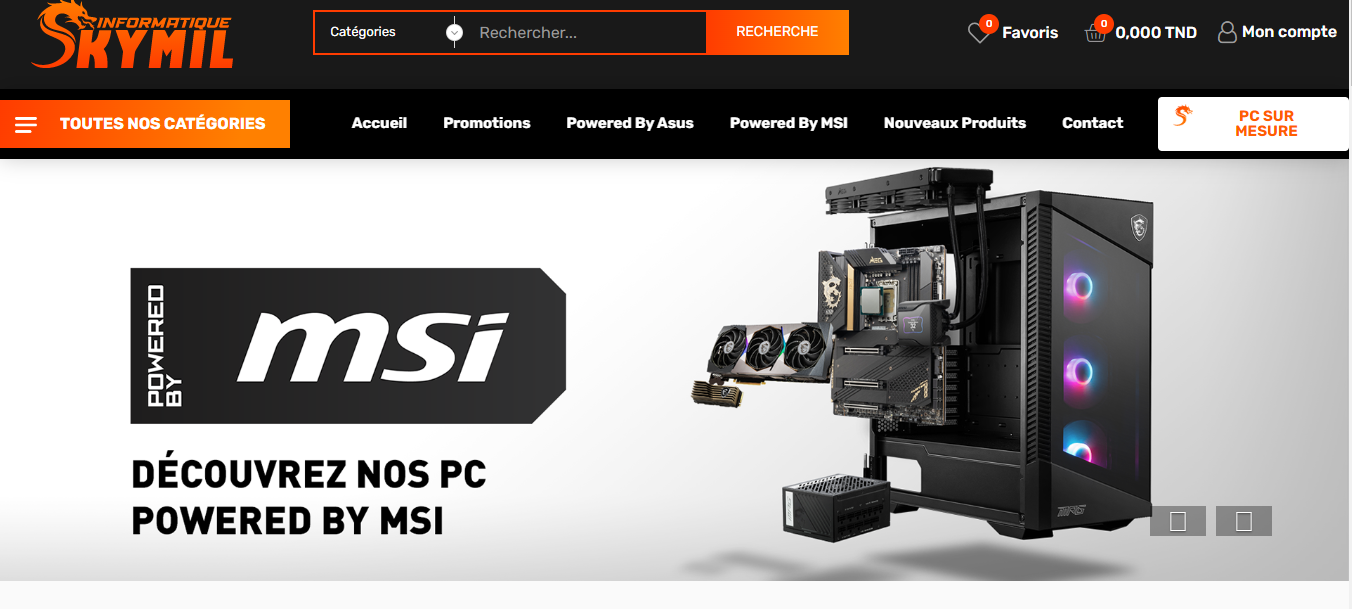 INFORMATIQUE
SKYMIL
Catégories
Rechercher...
RECHERCHE
0
Favoris
0
0,000 TND
Mon compte
TOUTES NOS CATÉGORIES
Accueil
Promotions
Powered By Asus
Powered By MSI
Nouveaux Produits
Contact
PC SUR
MESURE
POWERED
BY
msi
DÉCOUVREZ NOS PC
POWERED BY MSI